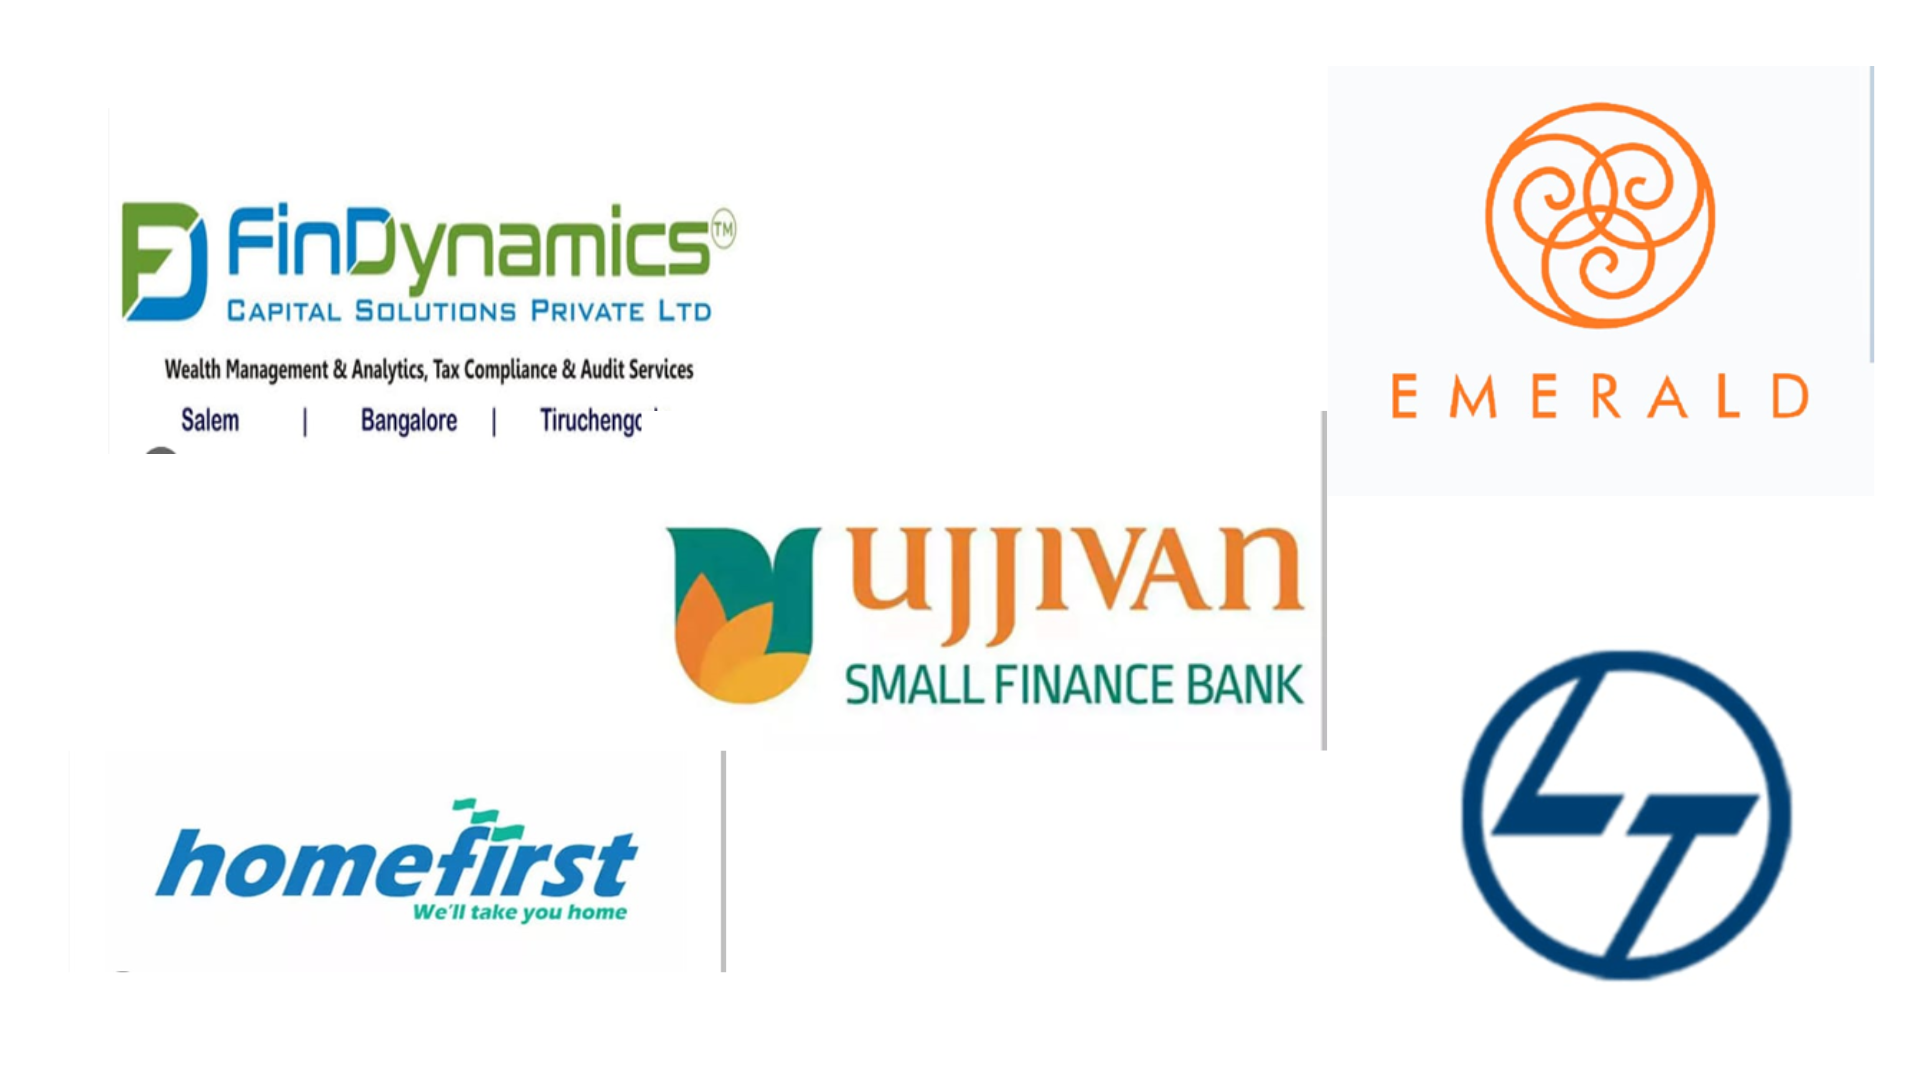 FinDynamics™
CAPITAL SOLUTIONS PRIVATE LTD
Wealth Management & Analytics, Tax Compliance & Audit Services
Salem | Bangalore |
EMERALD
UJJIVAN
SMALL FINANCE BANK
homefirst
We'll take you home
LT